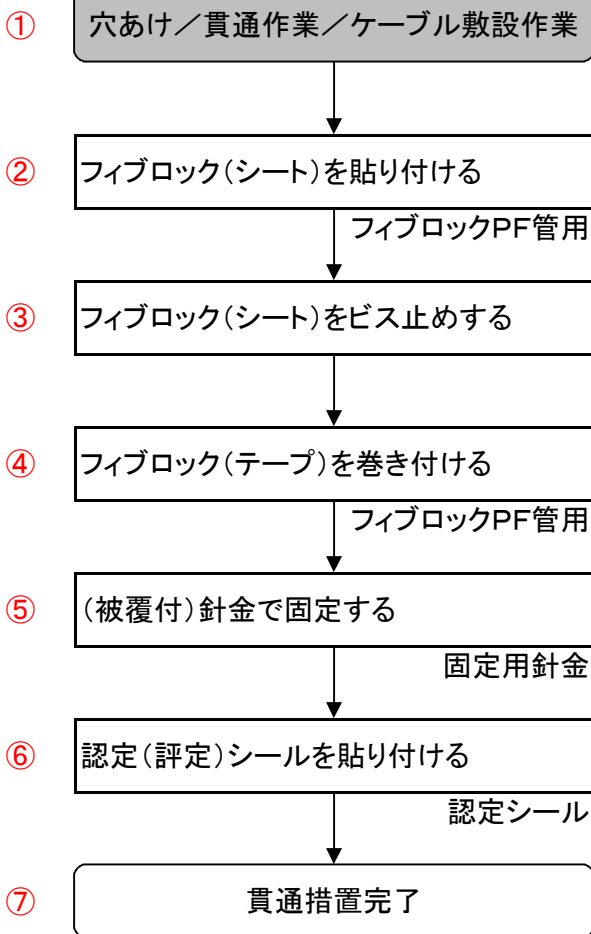 ① 穴あけ／貫通作業／ケーブル敷設作業
② フィブロック（シート）を貼り付ける
フィブロックＰＦ管用
③ フィブロック（シート）をビス止めする
④ フィブロック（テープ）を巻き付ける
フィブロックＰＦ管用
⑤ （被覆付）針金で固定する
固定用針金
⑥ 認定（評定）シールを貼り付ける
認定シール
⑦ 貫通措置完了